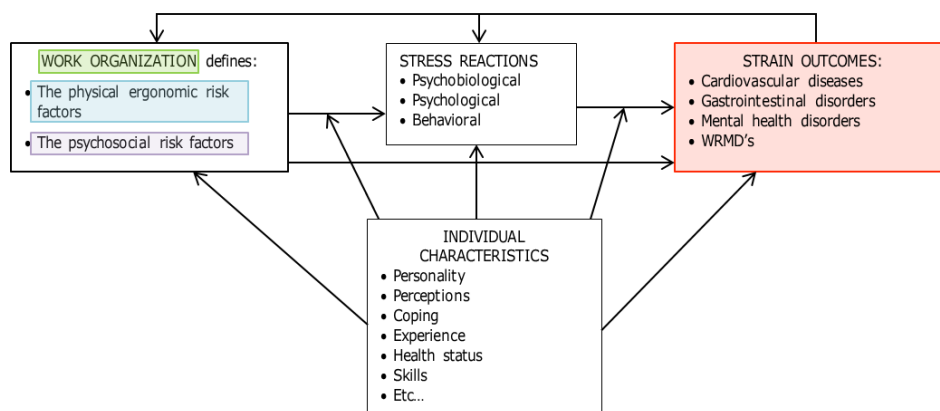 WORK ORGANIZATION defines:
• The physical ergonomic risk
factors
• The psychosocial risk factors
STRESS REACTIONS
• Psychobiological
• Psychological
• Behavioral
STRAIN OUTCOMES:
• Cardiovascular diseases
• Gastrointestinal disorders
• Mental health disorders
• WRMD's
INDIVIDUAL
CHARACTERISTICS
• Personality
• Perceptions
• Coping
• Experience
• Health status
• Skills
• Etc…